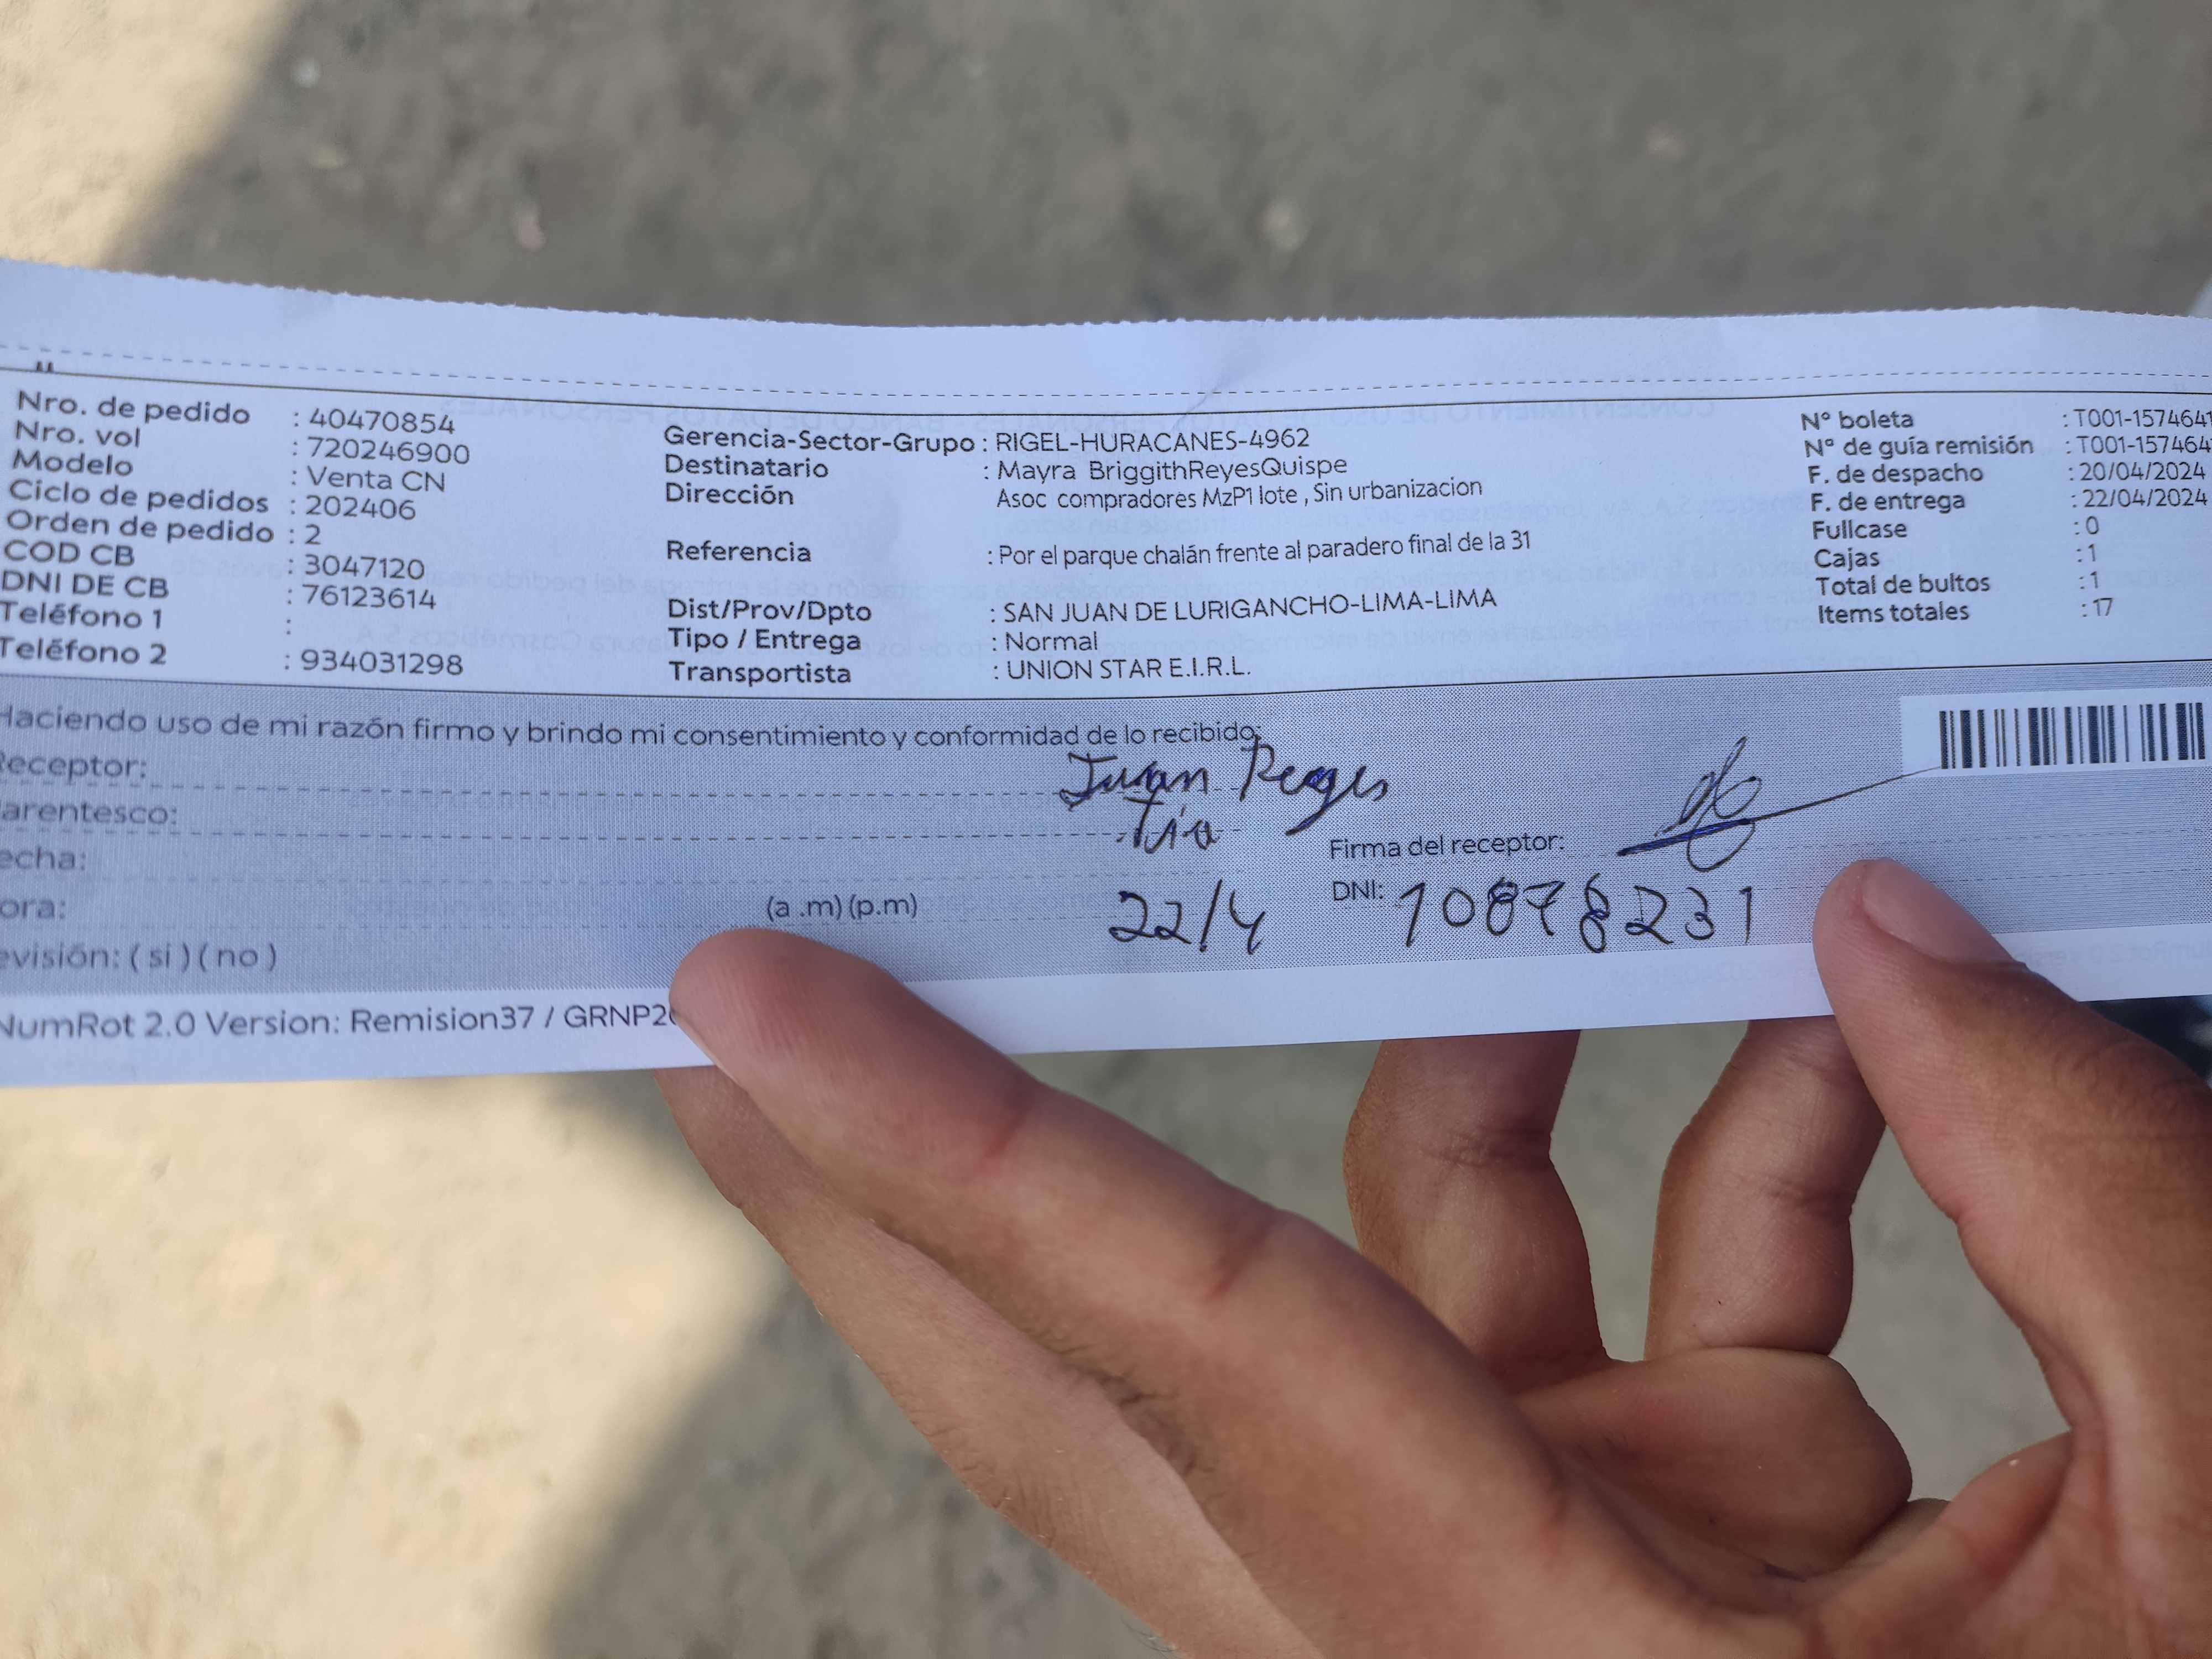 Nro. de pedido : 40470854
Nro. vol : 720246900
Modelo : Venta CN
Ciclo de pedidos : 202406
Orden de pedido : 2
COD CB : 3047120
DNI DE CB : 76123614
Teléfono 1 :
Teléfono 2 : 934031298
Gerencia-Sector-Grupo : RIGEL-HURACANES-4962
Destinatario : Mayra BriggithReyesQuispe
Dirección Asoc compradores MzP1 lote , Sin urbanizacion
Referencia : Por el parque chalán frente al paradero final de la 31
Dist/Prov/Dpto : SAN JUAN DE LURIGANCHO-LIMA-LIMA
Tipo / Entrega : Normal
Transportista : UNION STAR E.I.R.L.
N° boleta : T001-1574641
N° de guía remisión : T001-157464
F. de despacho : 20/04/2024
F. de entrega : 22/04/2024
Fullcase : 0
Cajas : 1
Total de bultos : 1
Items totales : 17
Haciendo uso de mi razón firmo y brindo mi consentimiento y conformidad de lo recibido:
Receptor: Juan Reyes
arentesco: Tio
echa: 22/4
Firma del receptor:
ora: (a .m) (p.m)
DNI: 10878231
evisión: ( si ) ( no )
NumRot 2.0 Version: Remision37 / GRNP2